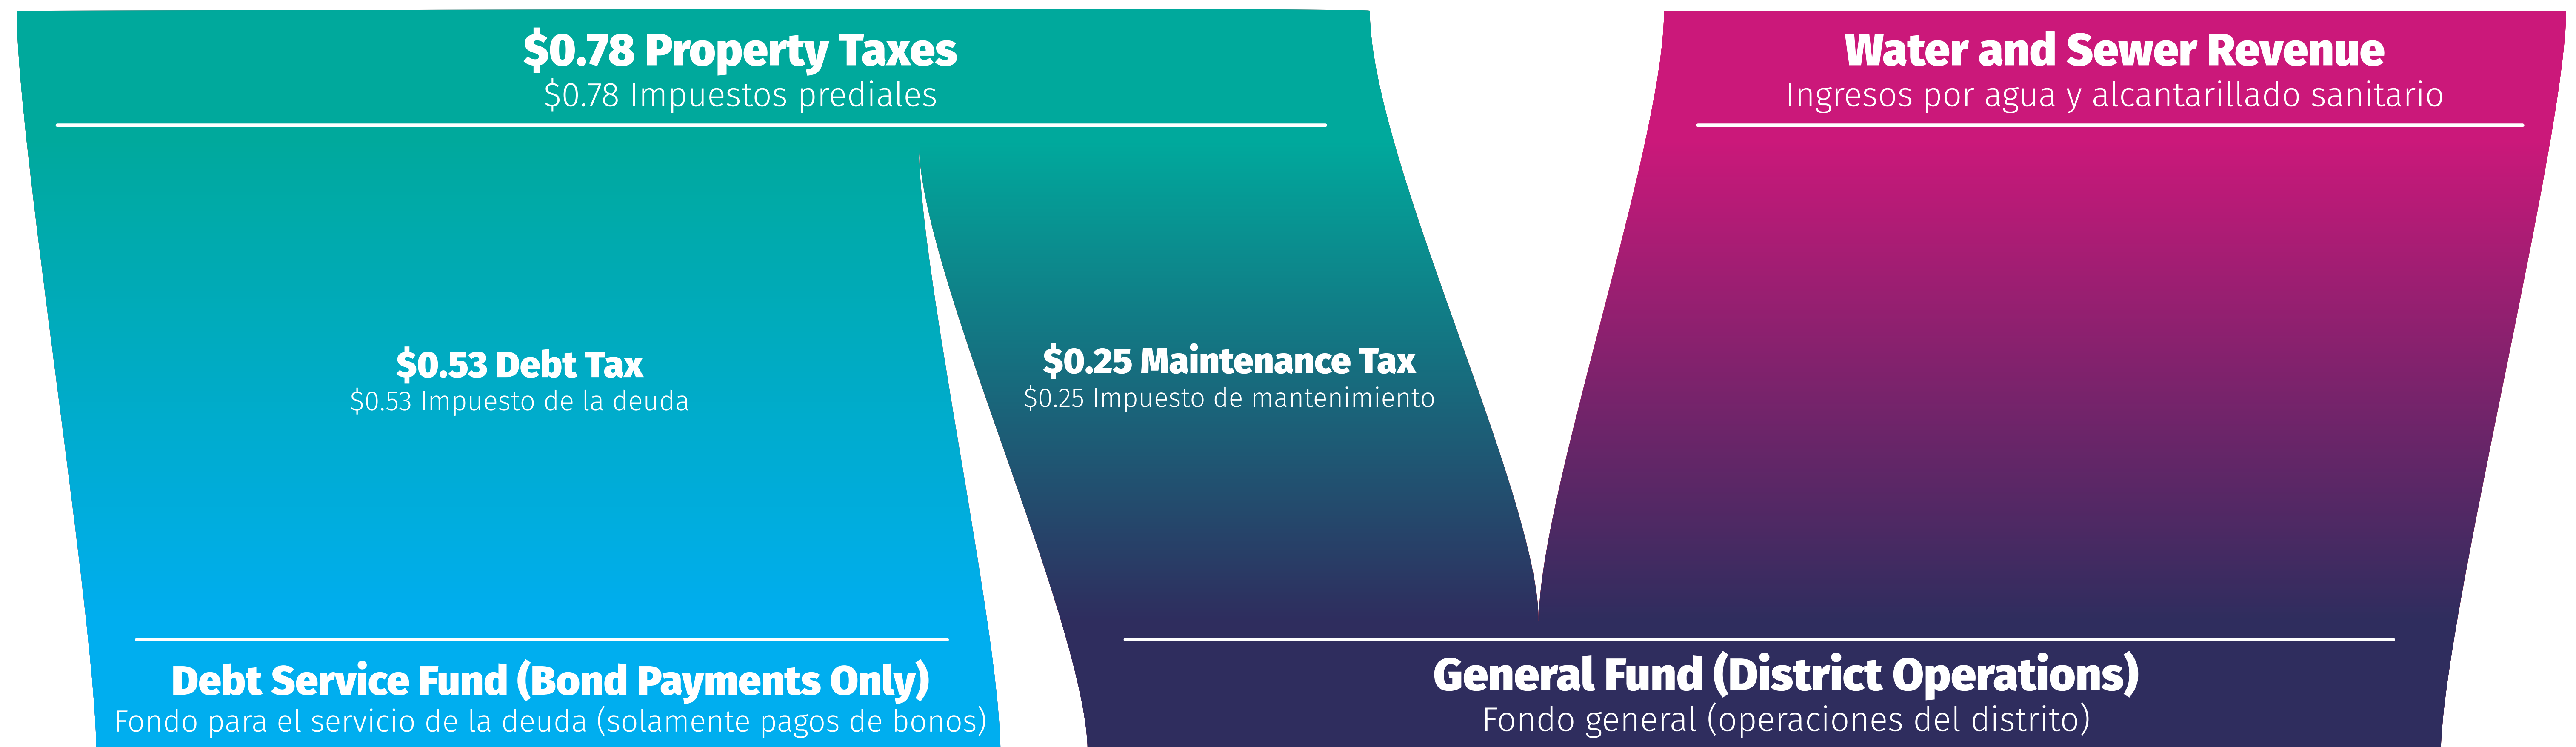 $0.78 Property Taxes
$0.78 Impuestos prediales
Water and Sewer Revenue
Ingresos por agua y alcantarillado sanitario
$0.53 Debt Tax
$0.53 Impuesto de la deuda
$0.25 Maintenance Tax
$0.25 Impuesto de mantenimiento
Debt Service Fund (Bond Payments Only)
Fondo para el servicio de la deuda (solamente pagos de bonos)
General Fund (District Operations)
Fondo general (operaciones del distrito)